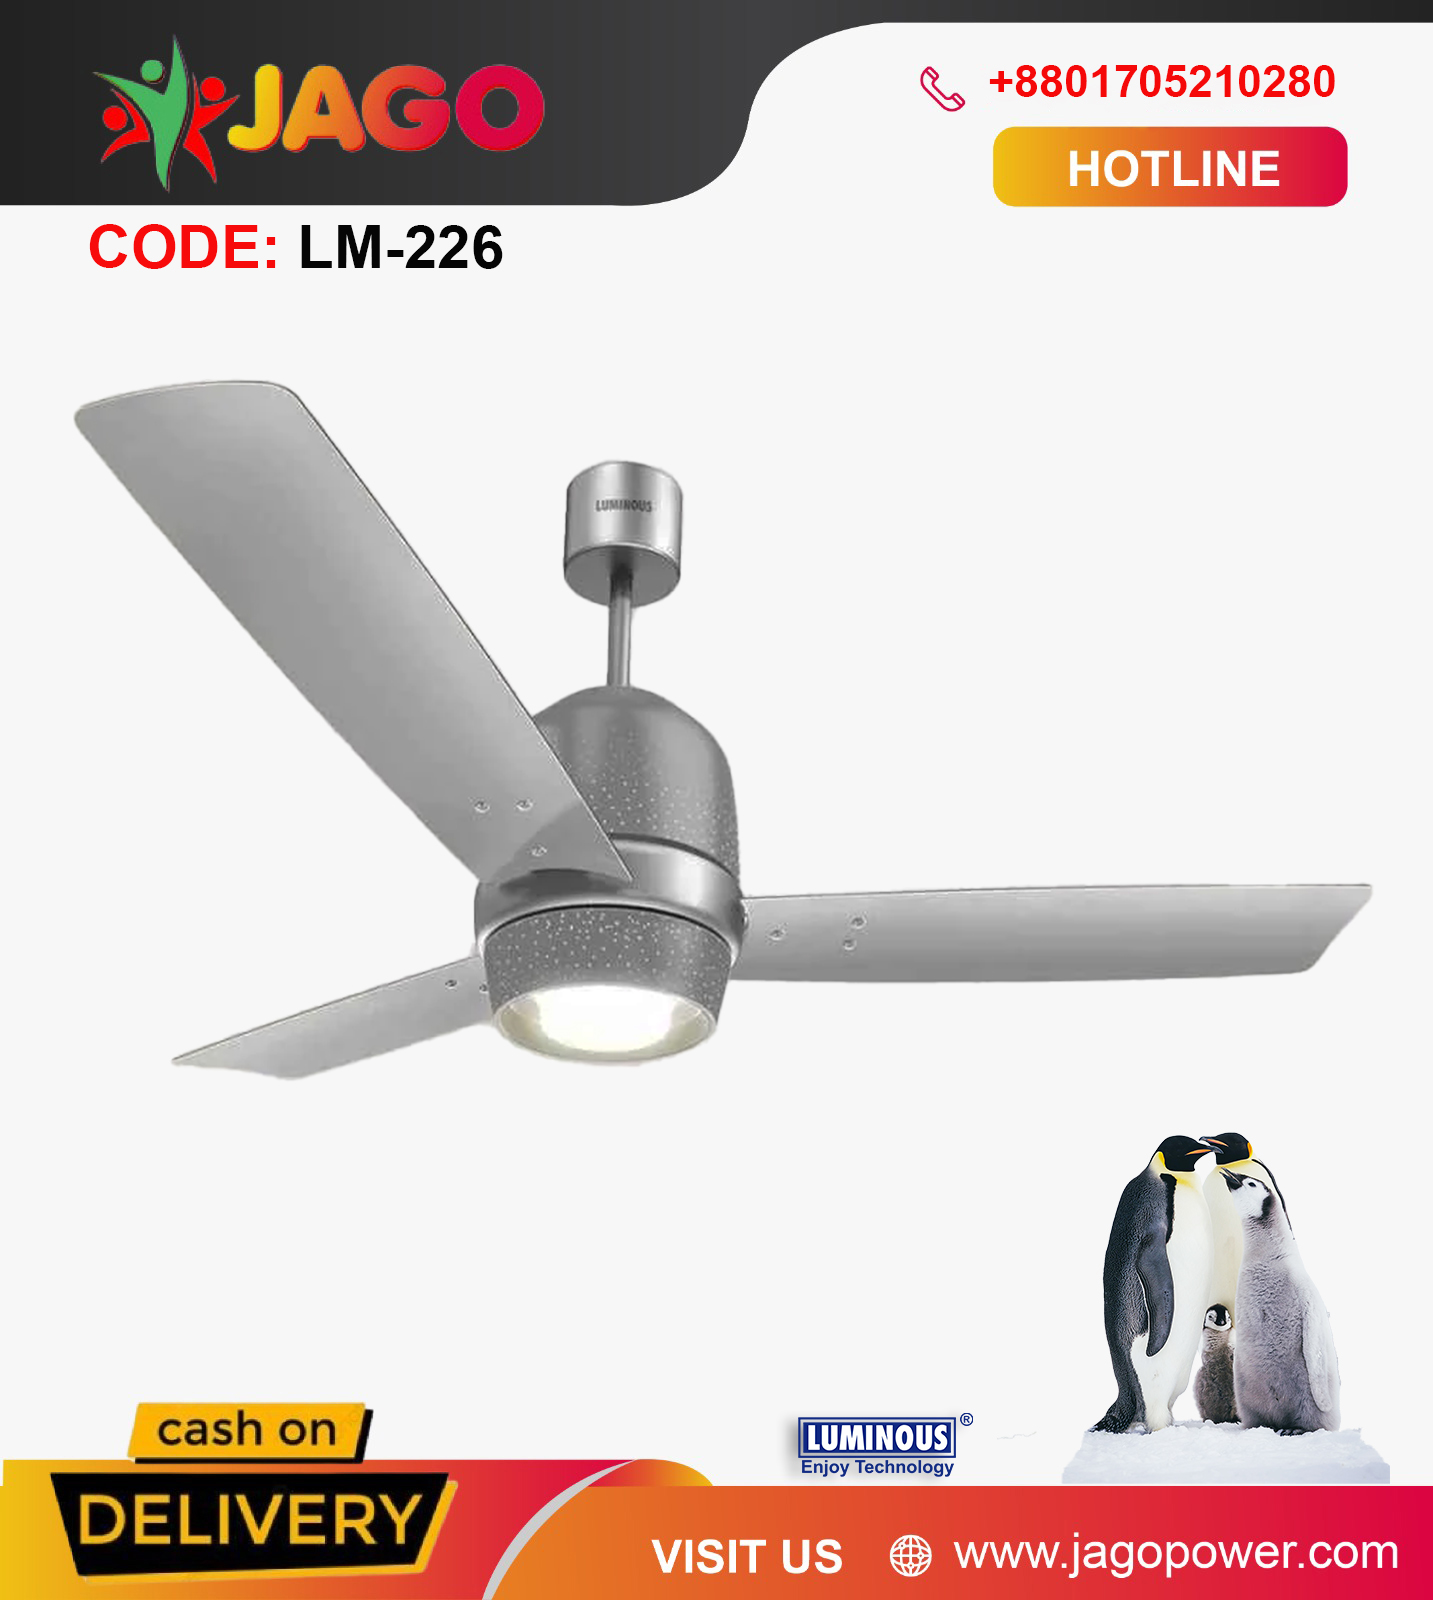 JAGO
+8801705210280
HOTLINE
CODE: LM-226
LUMINOUS
cash on
DELIVERY
LUMINOUS®
Enjoy Technology
VISIT US
www.jagopower.com